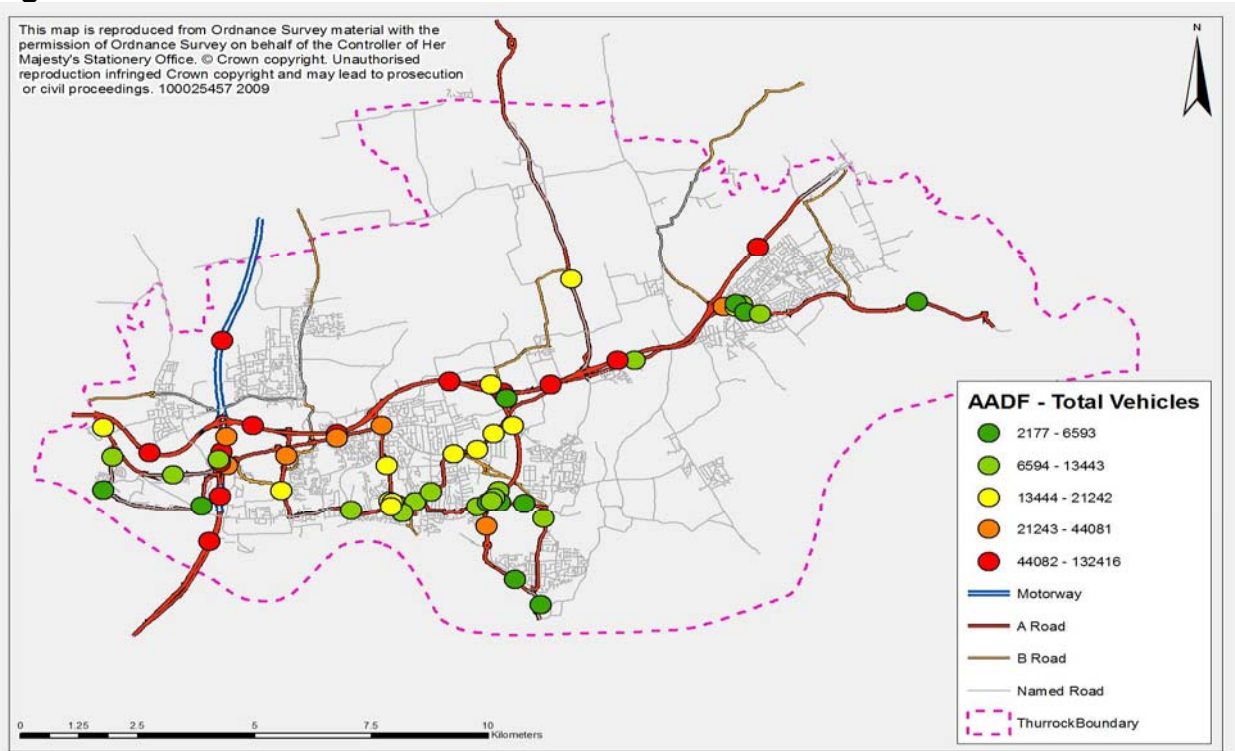 This map is reproduced from Ordnance Survey material with the
permission of Ordnance Survey on behalf of the Controller of Her
Majesty's Stationery Office. © Crown copyright. Unauthorised
reproduction infringed Crown copyright and may lead to prosecution
or civil proceedings. 100025457 2009
N
AADF - Total Vehicles
2177 - 6593
6594 - 13443
13444 - 21242
21243 - 44081
44082 - 132416
Motorway
A Road
B Road
Named Road
ThurrockBoundary
0 1.25 2.5 5 7.5 10
Kilometers